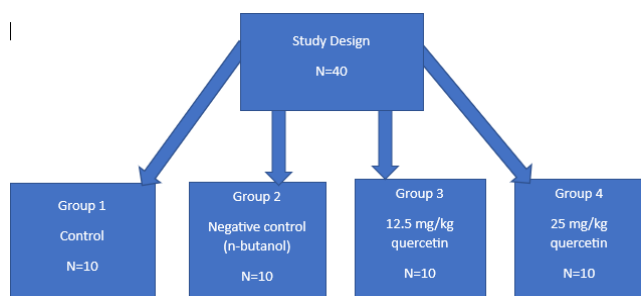 Study Design
N=40
Group 1
Control
N=10
Group 2
Negative control
(n-butanol)
N=10
Group 3
12.5 mg/kg
quercetin
N=10
Group 4
25 mg/kg
quercetin
N=10